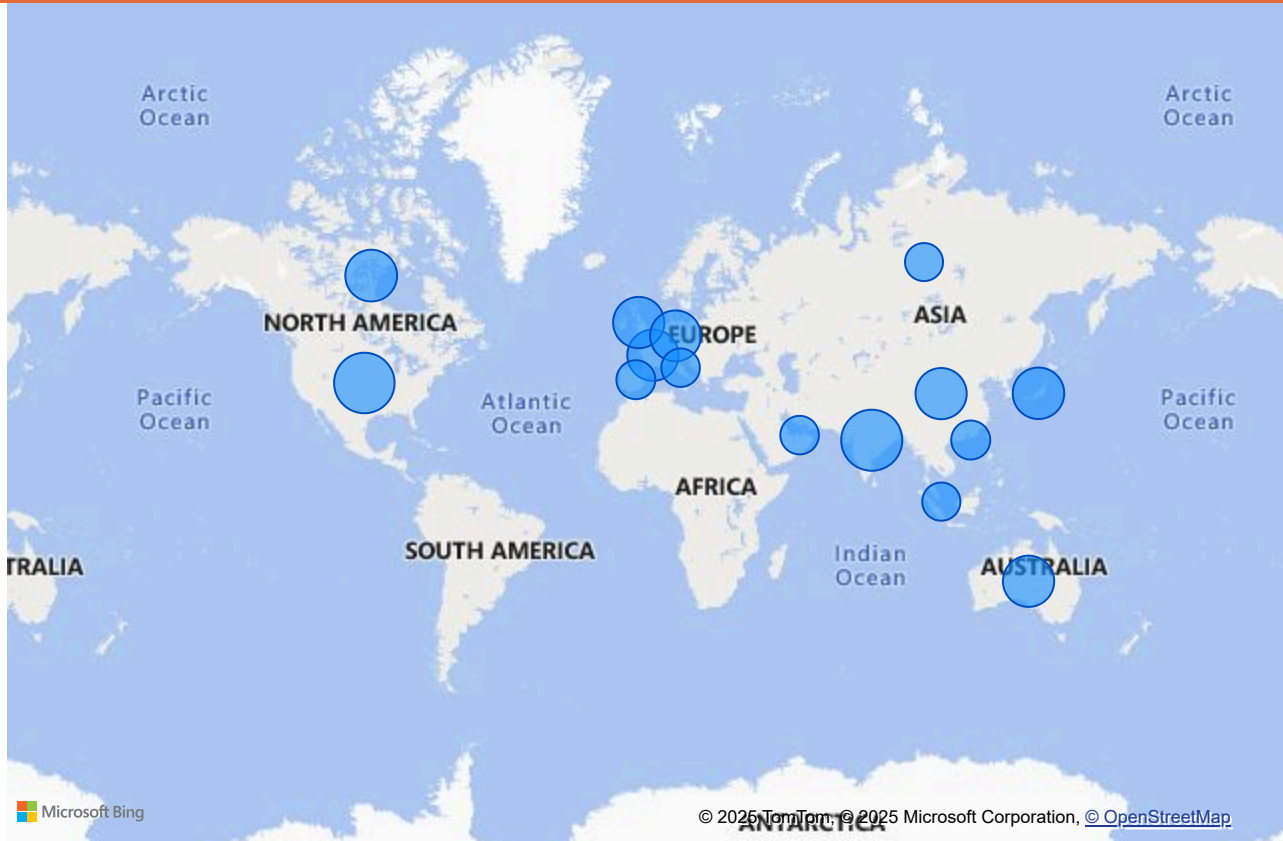 Arctic
Ocean
Arctic
Ocean
NORTH AMERICA
EUROPE
ASIA
Pacific
Ocean
Atlantic
Ocean
Pacific
Ocean
AFRICA
SOUTH AMERICA
Indian
Ocean
TRALIA
AUSTRALIA
Microsoft Bing
ANTARCTICA
© 2025 TomTom, © 2025 Microsoft Corporation, © OpenStreetMap